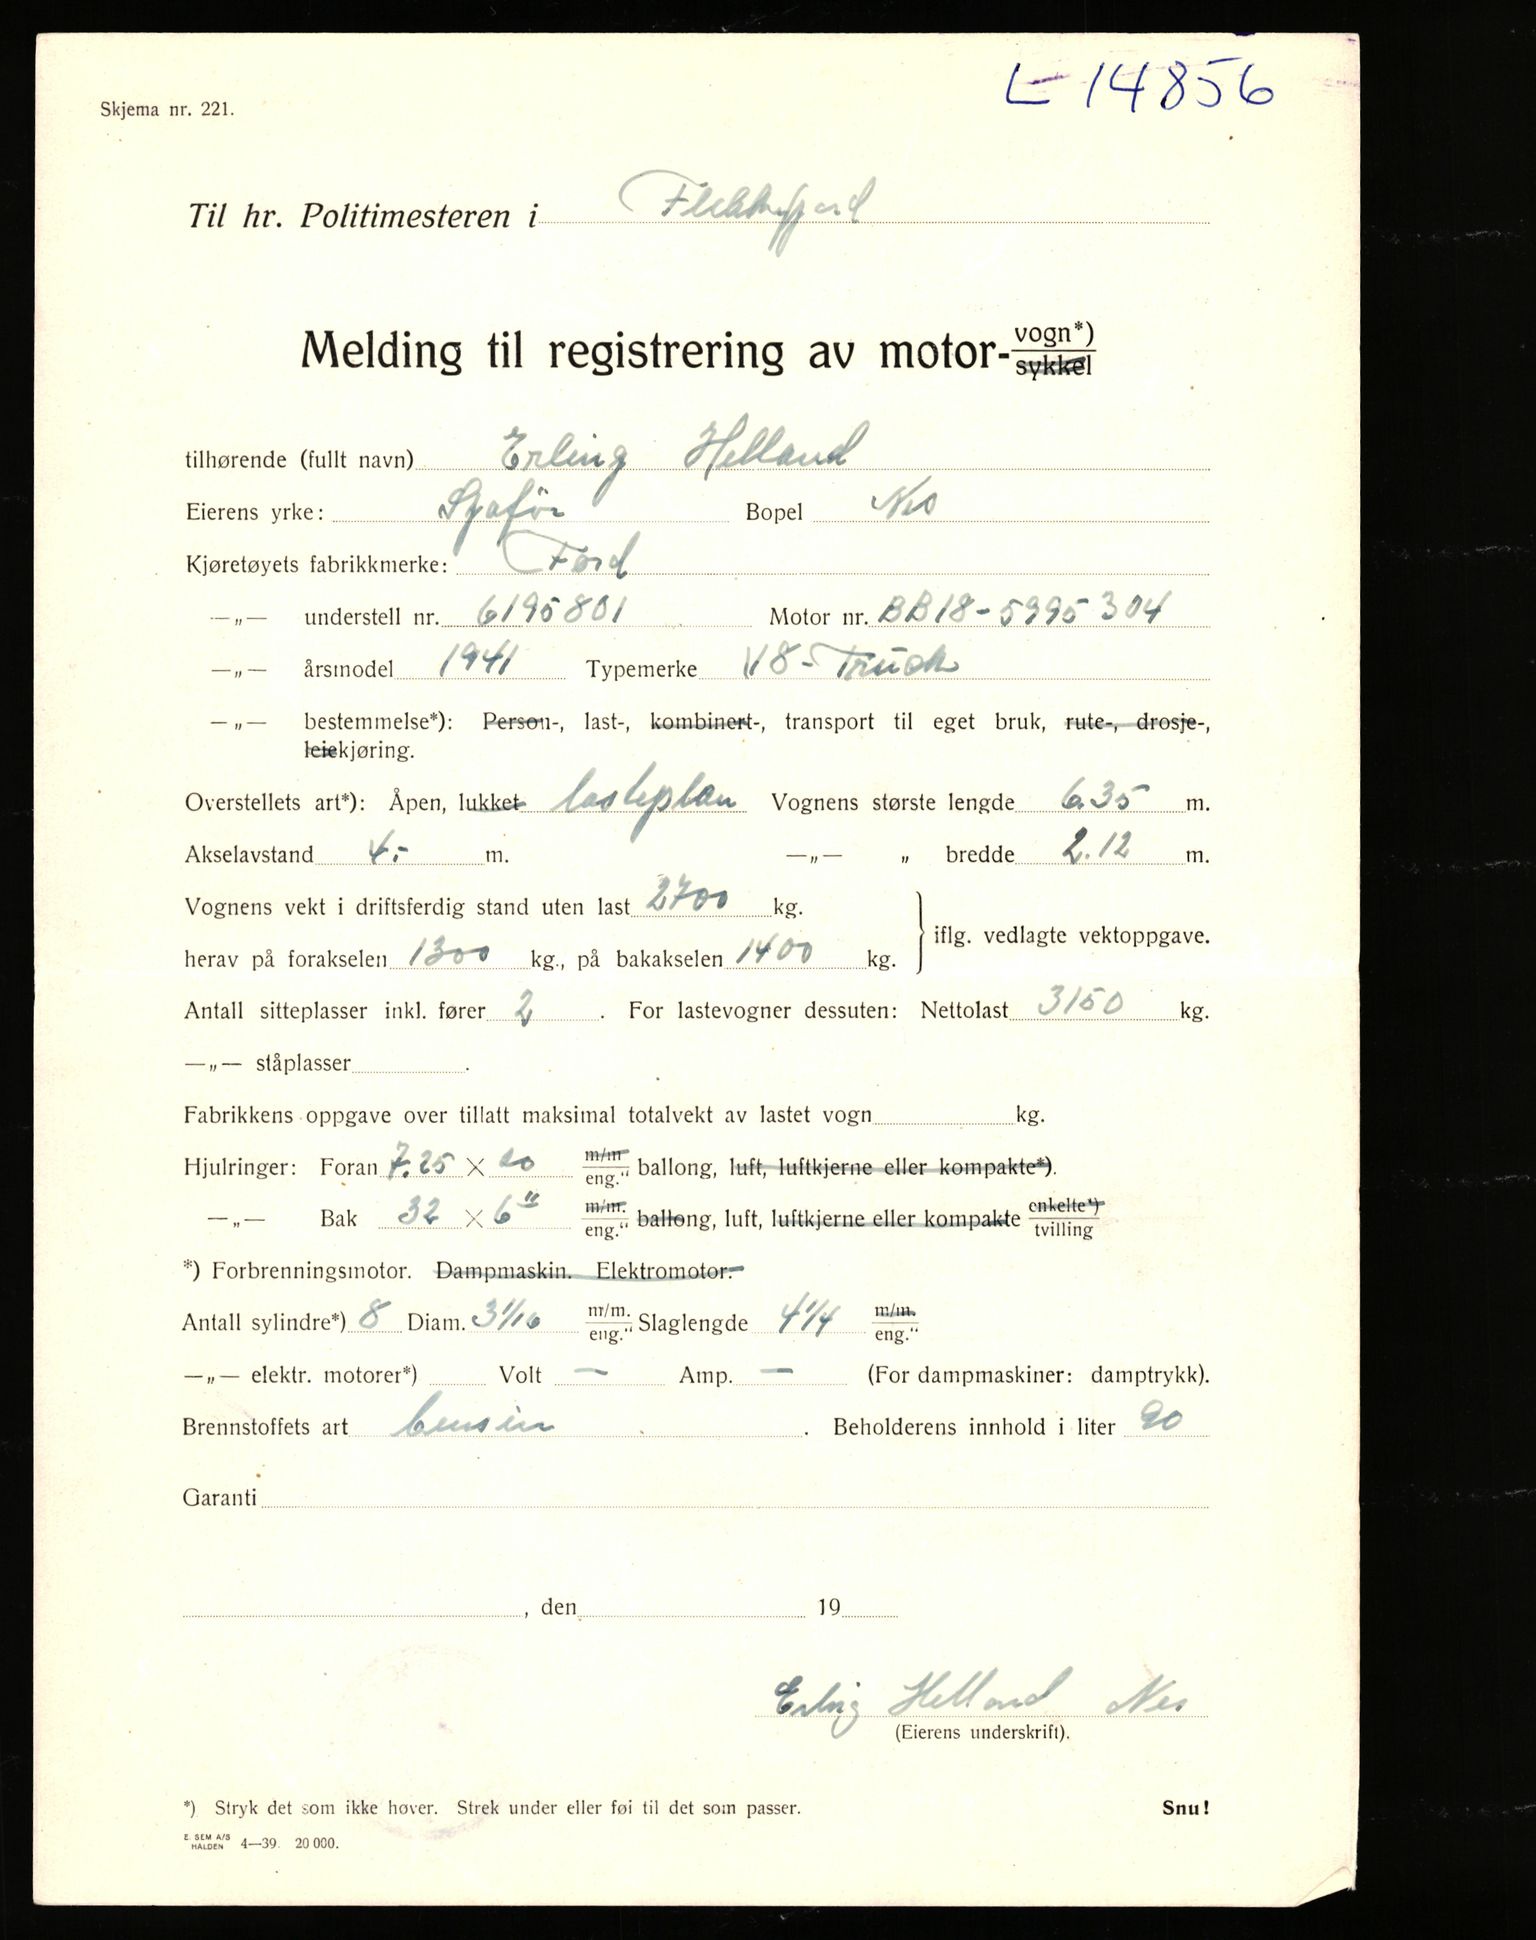 L-14856
Skjema nr. 221.
Til hr. Politimesteren i Flekkefjord
Melding til registrering av motor- vogn*) sykkel
tilhørende (fullt navn) Erling Helland
Eierens yrke: Sjafør Bopel Nes
Kjøretøyets fabrikkmerke: Ford
—„— understell nr. 6195801 Motor nr. BB18-5995304
—„— årsmodel 1941 Typemerke V8-Truck
—„— bestemmelse*): Person-, last-, kombinert-, transport til eget bruk, rute-, drosje-,
leiekjøring.
Overstellets art*): Åpen, lukket lasteplan Vognens største lengde 6.35 m.
Akselavstand 4.- m. —„— „ bredde 2.12 m.
Vognens vekt i driftsferdig stand uten last 2700 kg.
herav på forakselen 1300 kg., på bakakselen 1400 kg. iflg. vedlagte vektoppgave.
Antall sitteplasser inkl. fører 2. For lastevogner dessuten: Nettolast 3150 kg.
—„— ståplasser .
Fabrikkens oppgave over tillatt maksimal totalvekt av lastet vogn kg.
Hjulringer: Foran 7.25 × 20 m/m eng.“ ballong, luft, luftkjerne eller kompakte*).
—„— Bak 32 × 6" m/m. eng.“ ballong, luft, luftkjerne eller kompakte enkelte*) tvilling
*) Forbrenningsmotor. Dampmaskin. Elektromotor.
Antall sylindre*) 8 Diam. 3 1/16 m/m. eng.“ Slaglengde 4 1/4 m/m. eng.“
—„— elektr. motorer*) Volt — Amp. — (For dampmaskiner: damptrykk).
Brennstoffets art bensin . Beholderens innhold i liter 90
Garanti
, den 19
Erling Helland Nes
(Eierens underskrift).
*) Stryk det som ikke høver. Strek under eller føi til det som passer. Snu!
E. SEM A/S HALDEN 4—39. 20 000.